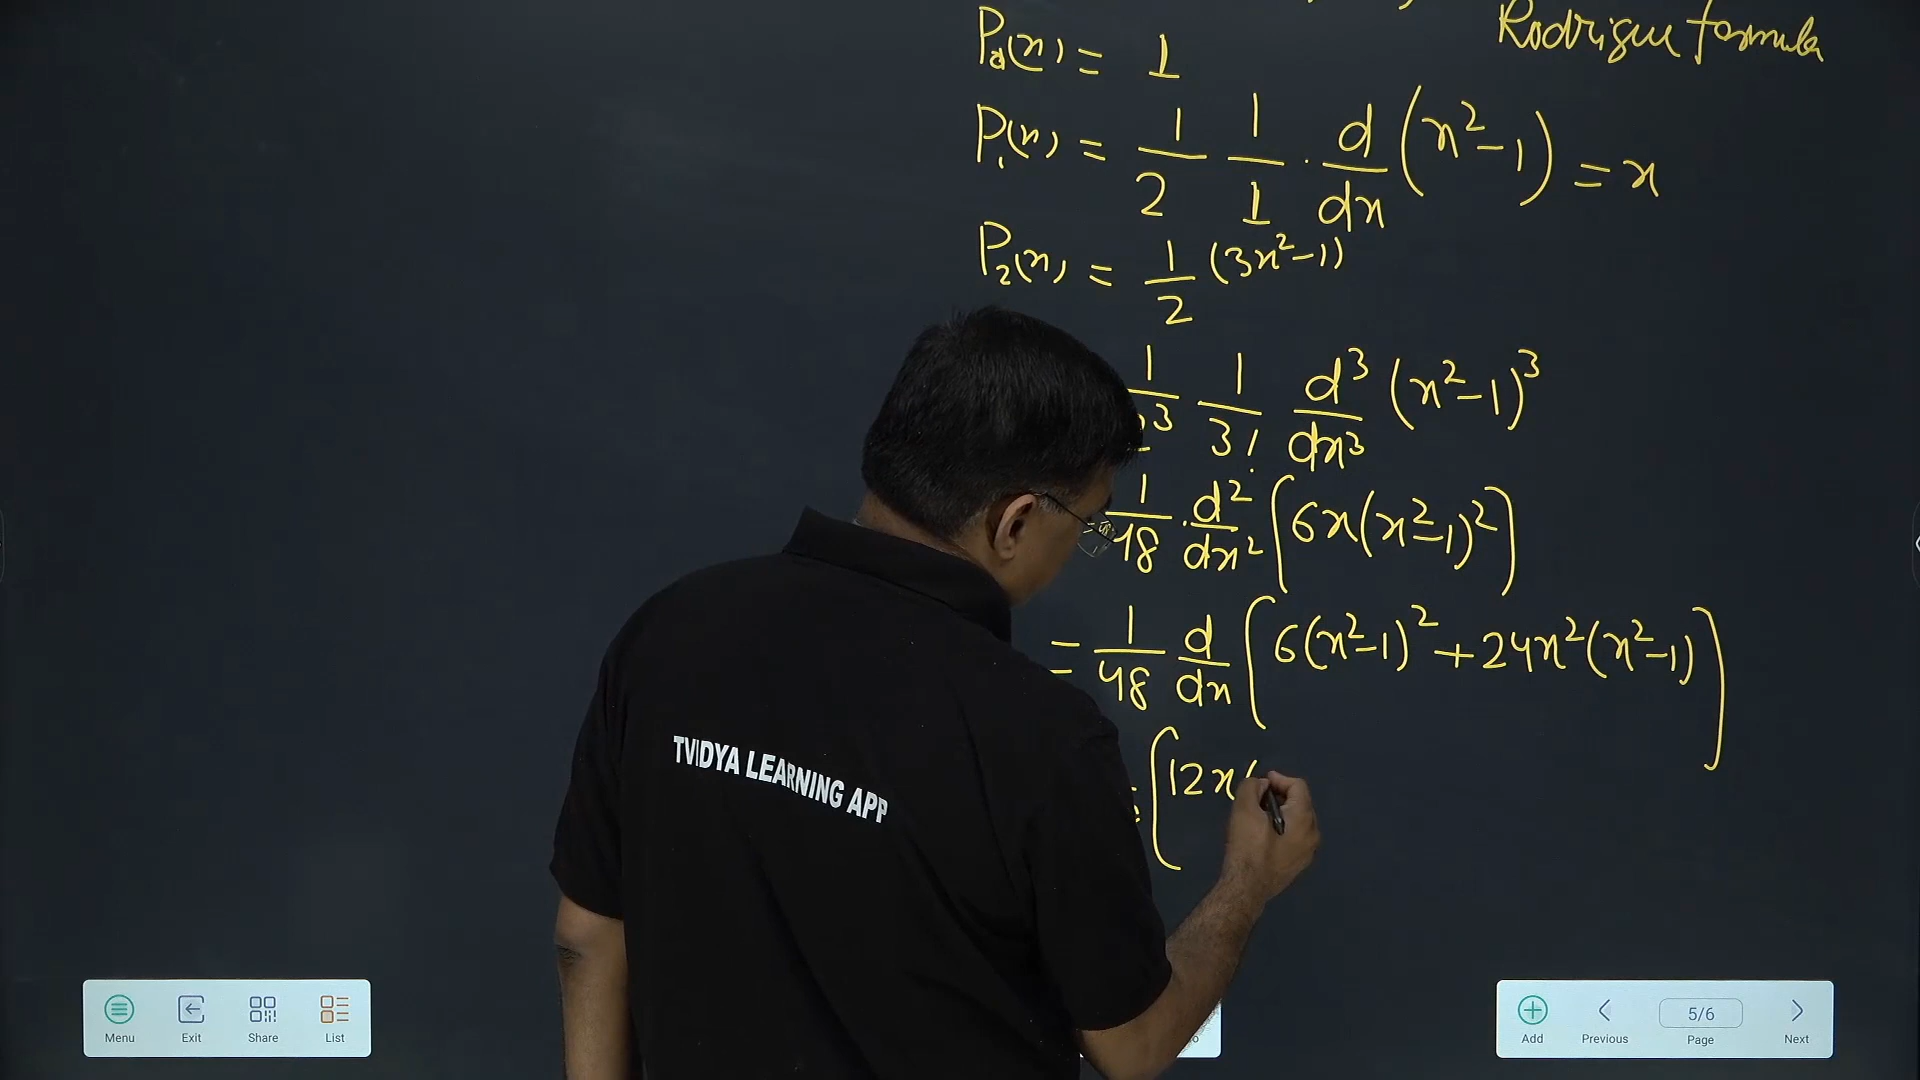 Rodrigue formula
P₀(x) = 1
P₁(x) = 1/2 1/1 · d/dx (x²-1) = x
P₂(x) = 1/2 (3x²-1)
1/ ³ 1/3! d³/dx³ (x²-1)³
1/48 · d²/dx² [6x(x²-1)²]
= 1/48 d/dx [6(x²-1)² + 24x²(x²-1)]
[12x(
TVIDYA LEARNING APP
Menu Exit Share List
Add Previous 5/6 Page Next